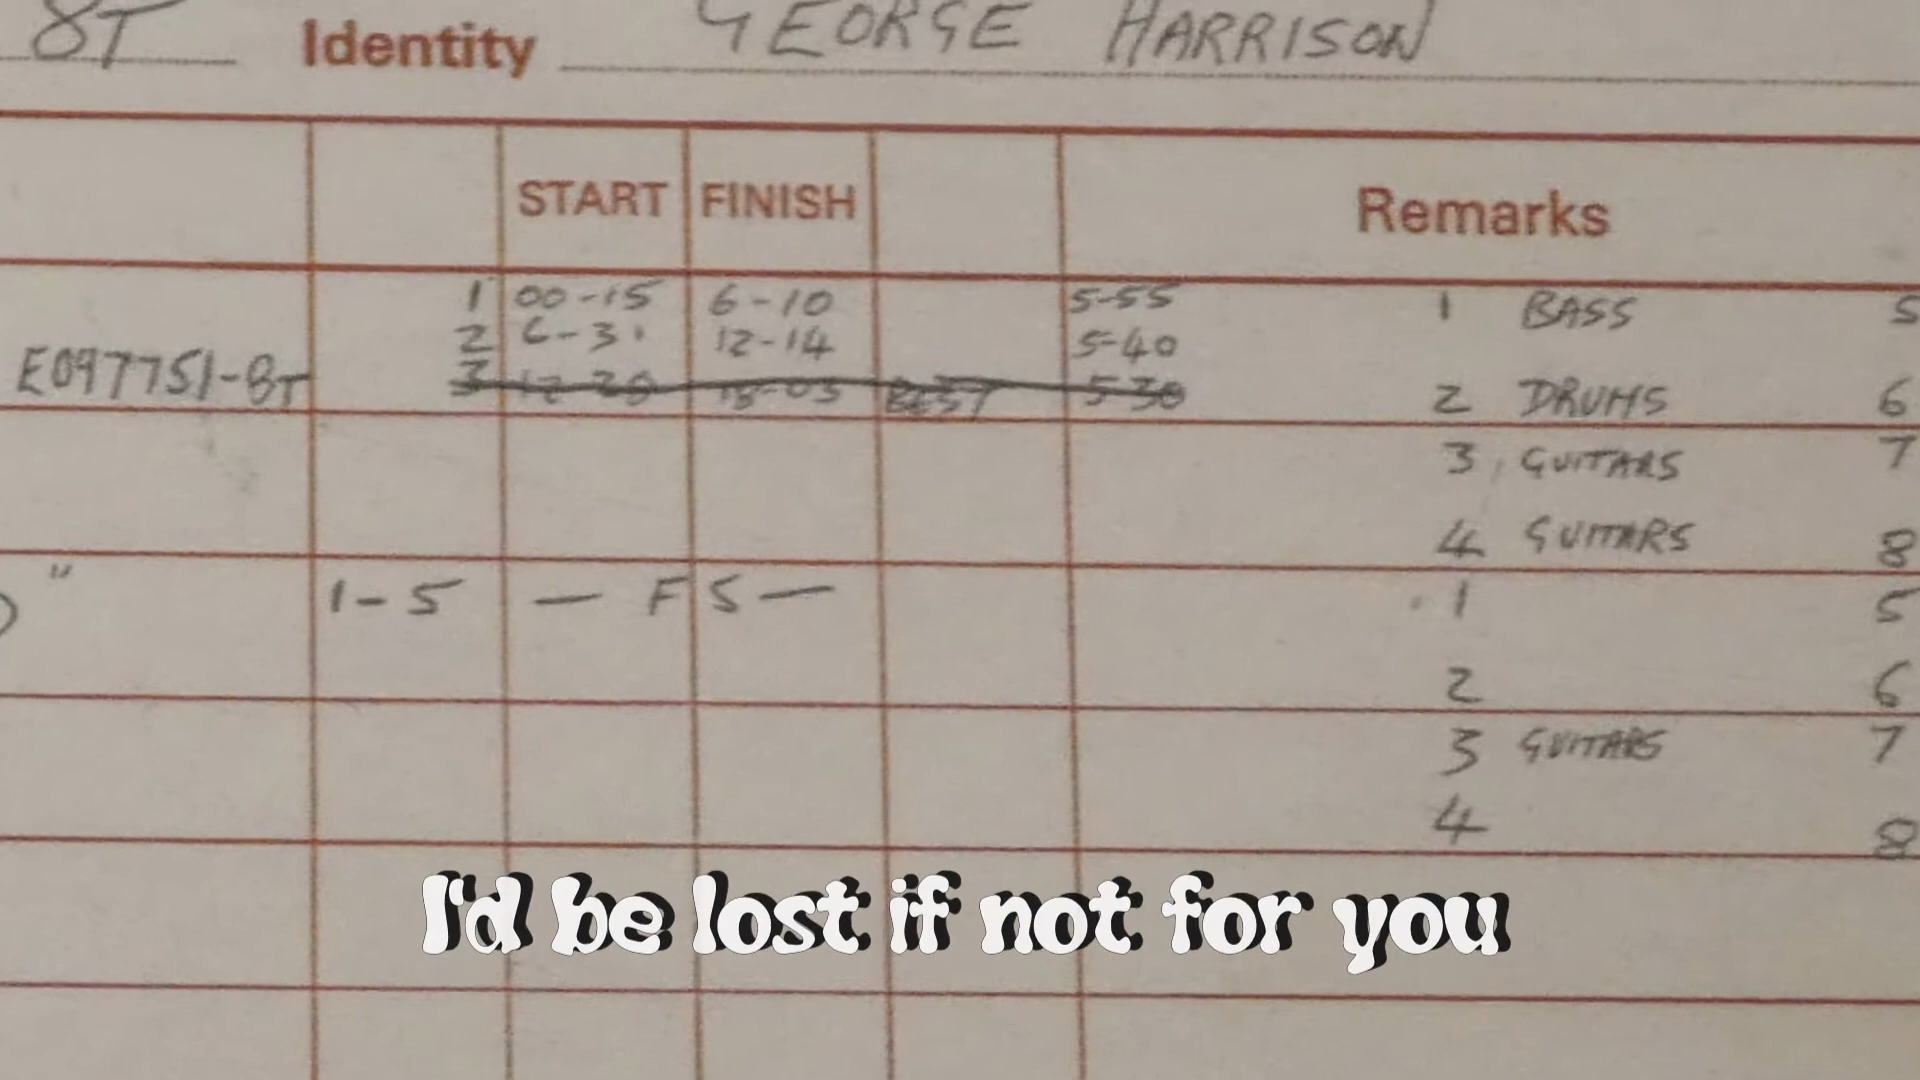 8T Identity GEORGE HARRISON
START FINISH Remarks
1 00-15 6-10 5-55 1 BASS 5
2 6-31 12-14 5-40
E097751-8T 3 12-20 18-03 BEST 5-30 2 DRUMS 6
3 GUITARS 7
4 GUITARS 8
" 1-5 — FS — 1 5
2 6
3 GUITARS 7
4 8
I'd be lost if not for you